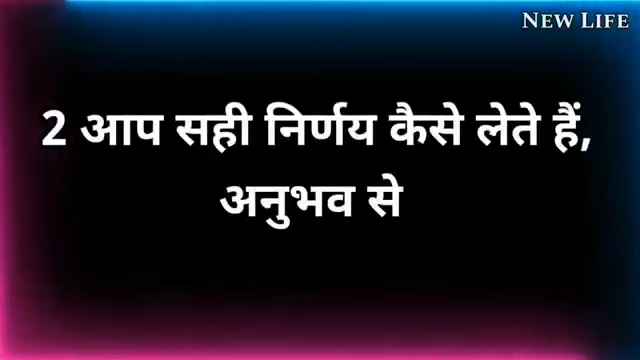 NEW LIFE
2 आप सही निर्णय कैसे लेते हैं,
अनुभव से